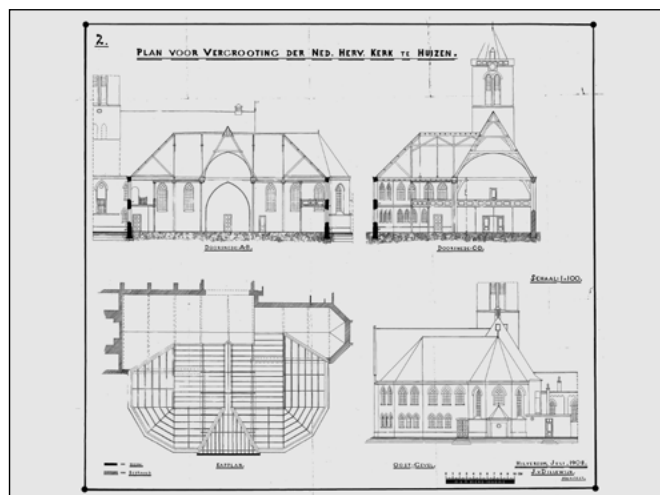 2.
PLAN VOOR VERGROOTING DER NED. HERV. KERK TE HUIZEN.
DOORSNEDE-A-B.
DOORSNEDE-C-D.
SCHAAL: 1-100.
KAPPLAN.
OOST-GEVEL.
HILVERSUM, JULI, 1908.